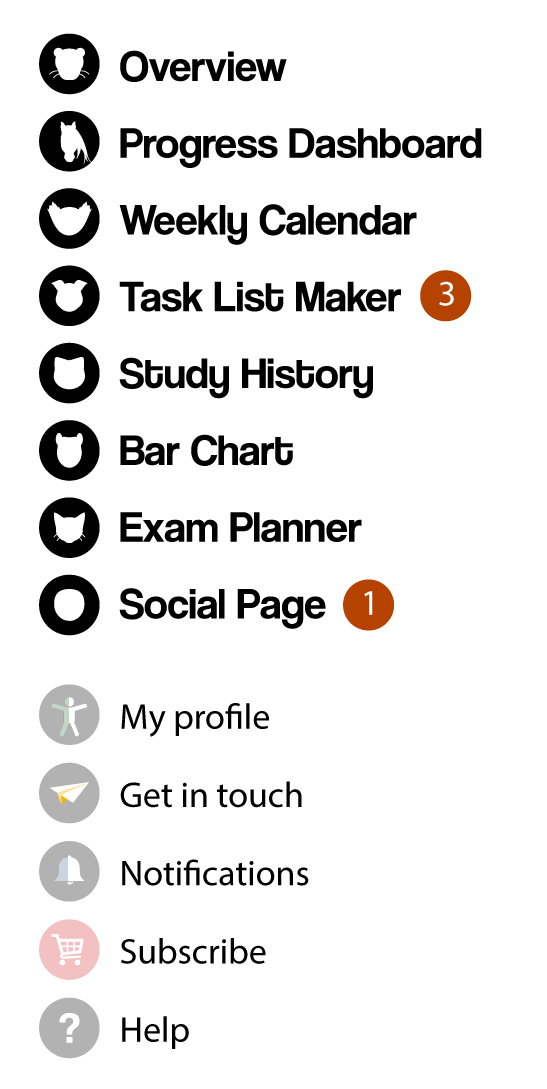 Overview
Progress Dashboard
Weekly Calendar
Task List Maker 3
Study History
Bar Chart
Exam Planner
Social Page 1
My profile
Get in touch
Notifications
Subscribe
? Help